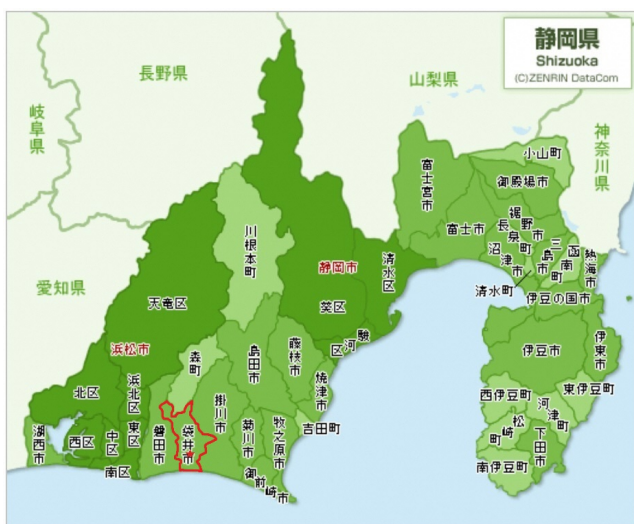 静岡県
Shizuoka
(C)ZENRIN DataCom
長野県
山梨県
岐阜県
神奈川県
愛知県
小山町
御殿場市
富士宮市
富士市
裾野市
長泉町
沼津市
三島市
函南町
熱海市
清水町
伊豆の国市
伊豆市
伊東市
西伊豆町
東伊豆町
河津町
松崎町
下田市
南伊豆町
川根本町
静岡市
清水区
葵区
駿河区
天竜区
浜松市
森町
島田市
藤枝市
焼津市
北区
浜北区
掛川市
吉田町
湖西市
西区
中区
東区
南区
磐田市
袋井市
菊川市
牧之原市
御前崎市